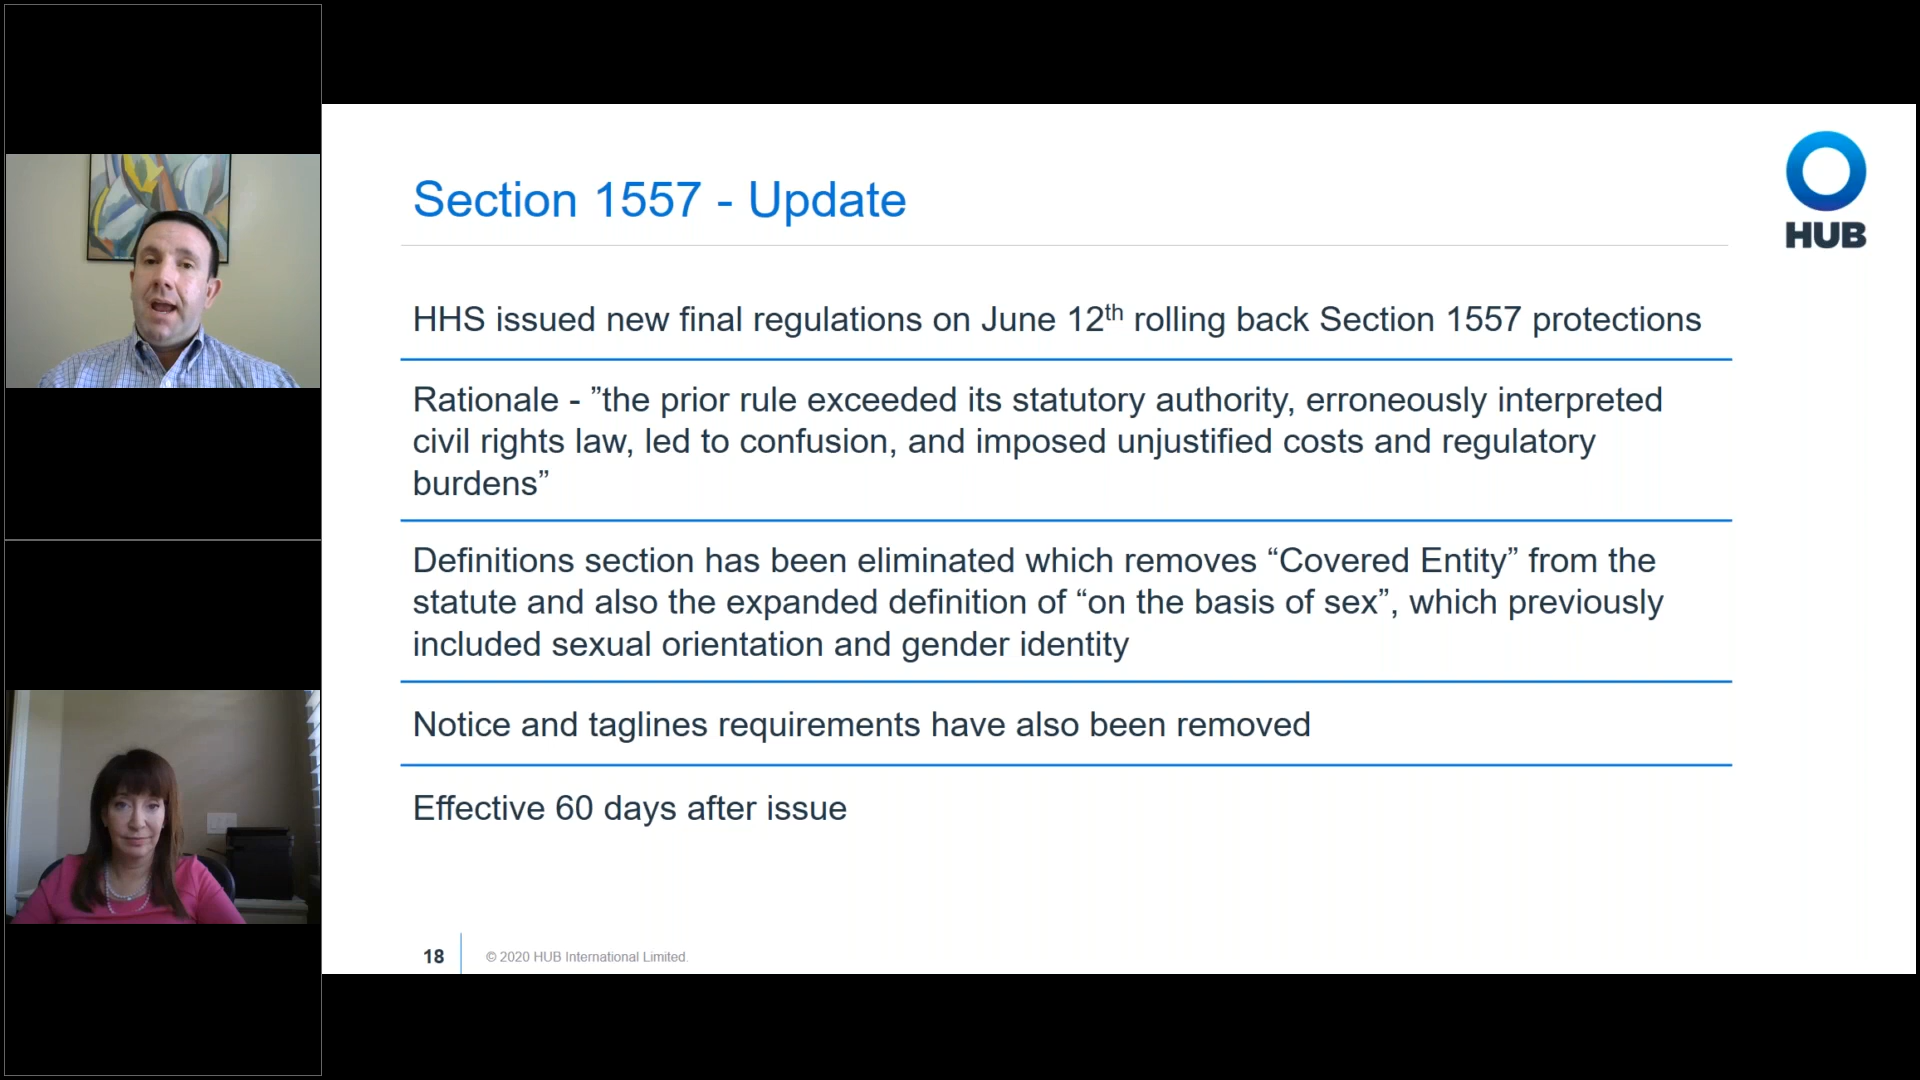 Section 1557 - Update
HUB
HHS issued new final regulations on June 12th rolling back Section 1557 protections
Rationale - ”the prior rule exceeded its statutory authority, erroneously interpreted
civil rights law, led to confusion, and imposed unjustified costs and regulatory
burdens”
Definitions section has been eliminated which removes “Covered Entity” from the
statute and also the expanded definition of “on the basis of sex”, which previously
included sexual orientation and gender identity
Notice and taglines requirements have also been removed
Effective 60 days after issue
18
© 2020 HUB International Limited.